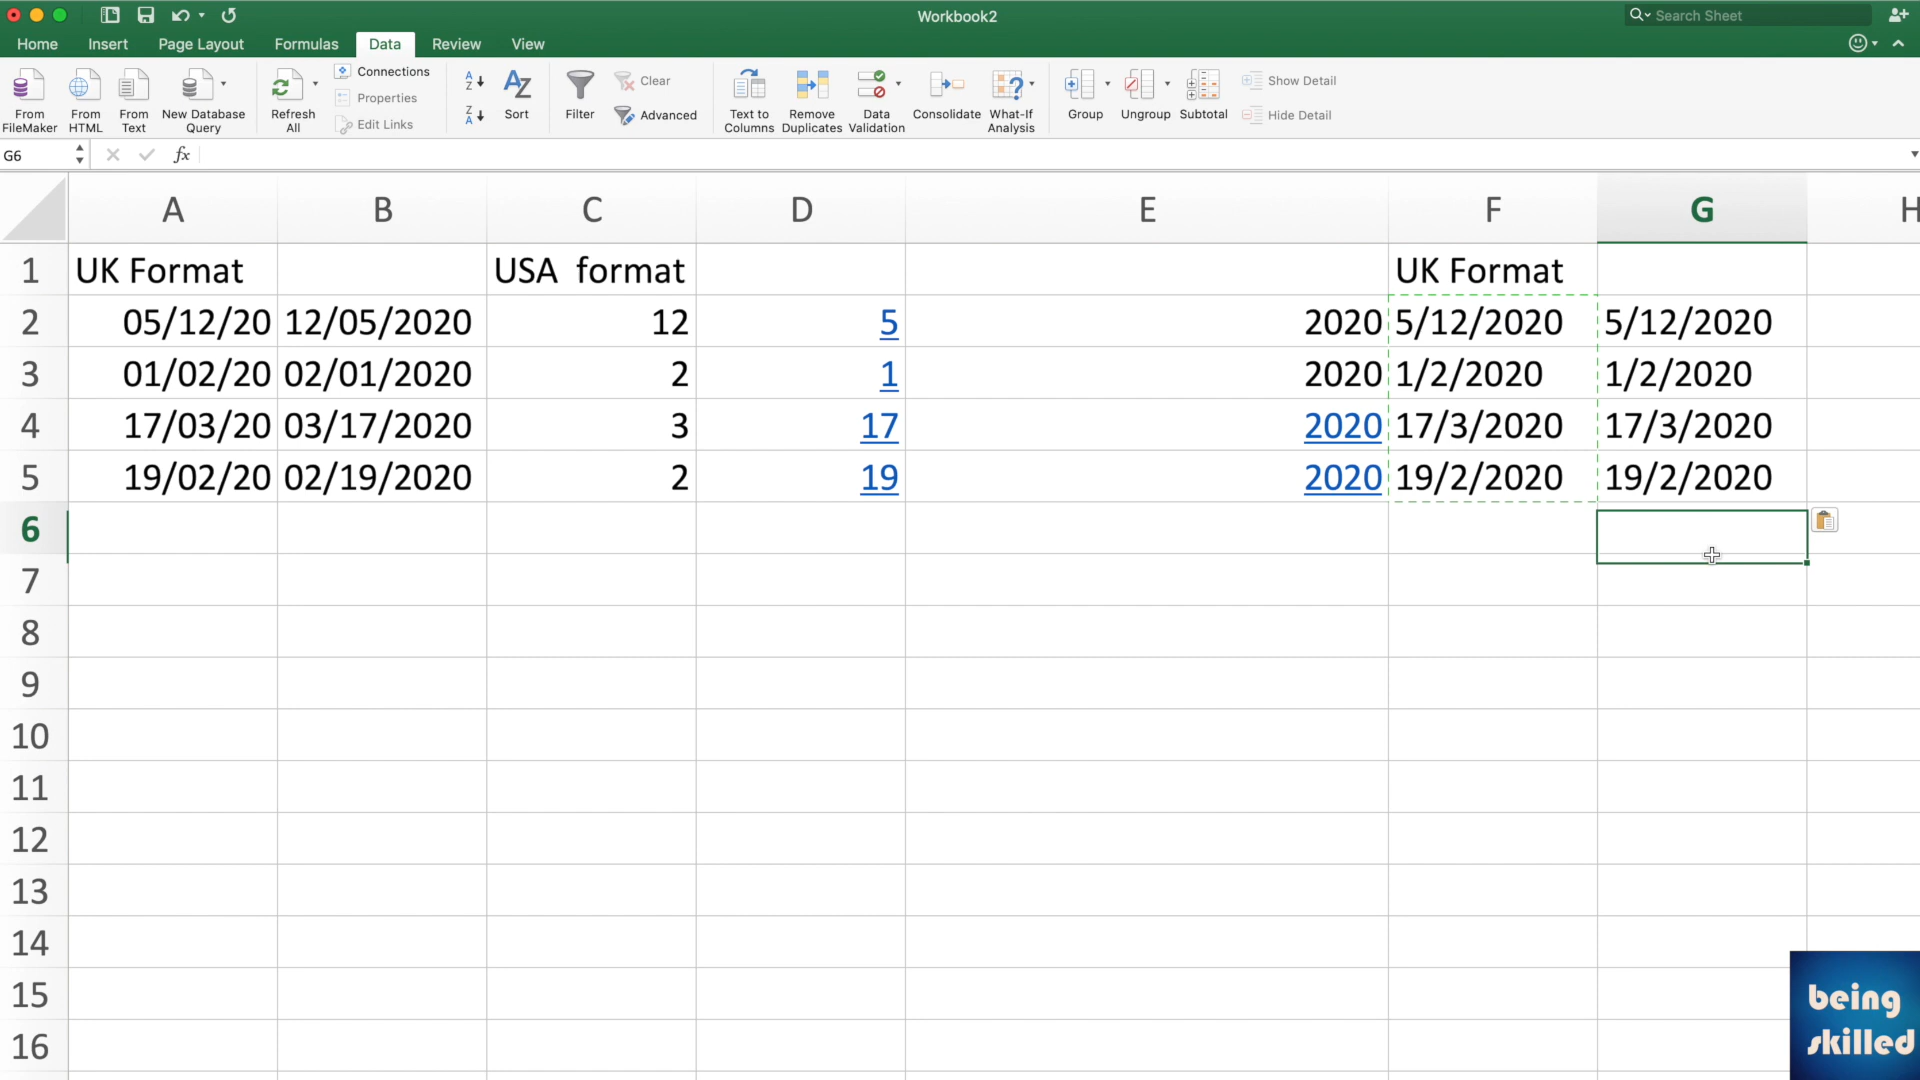 Workbook2
Search Sheet
Home Insert Page Layout Formulas Data Review View
From FileMaker
From HTML
From Text
New Database Query
Refresh All
Connections
Properties
Edit Links
Sort
Filter
Clear
Advanced
Text to Columns
Remove Duplicates
Data Validation
Consolidate
What-If Analysis
Group
Ungroup
Subtotal
Show Detail
Hide Detail
G6 fx
A B C D E F G H
1 UK Format USA format UK Format
2 05/12/20 12/05/2020 12 5 2020 5/12/2020 5/12/2020
3 01/02/20 02/01/2020 2 1 2020 1/2/2020 1/2/2020
4 17/03/20 03/17/2020 3 17 2020 17/3/2020 17/3/2020
5 19/02/20 02/19/2020 2 19 2020 19/2/2020 19/2/2020
6
7
8
9
10
11
12
13
14
15
16
being
skilled